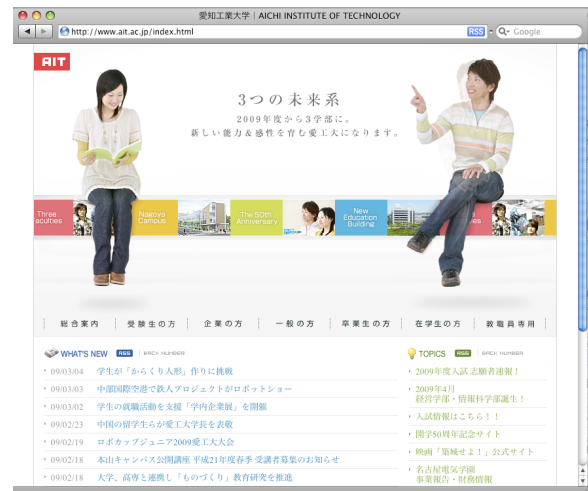 愛知工業大学 | AICHI INSTITUTE OF TECHNOLOGY
http://www.ait.ac.jp/index.html
RSS
Google
AIT
3つの未来系
2009年度から3学部に。
新しい能力&感性を育む愛工大になります。
Three
Faculties
Nagoya
Campus
The 50th
Anniversary
New
Education
Building
総合案内
受験生の方
企業の方
一般の方
卒業生の方
在学生の方
教職員専用
WHAT'S NEW RSS BACK NUMBER
09/03/04 学生が「からくり人形」作りに挑戦
09/03/03 中部国際空港で鉄人プロジェクトがロボットショー
09/03/02 学生の就職活動を支援「学内企業展」を開催
09/02/23 中国の留学生らが愛工大学長を表敬
09/02/19 ロボカップジュニア2009愛工大大会
09/02/18 本山キャンパス公開講座 平成21年度春季 受講者募集のお知らせ
09/02/18 大学、高専と連携し「ものづくり」教育研究を推進
TOPICS RSS BACK NUMBER
2009年度入試 志願者速報!
2009年4月
経営学部・情報科学部誕生!
入試情報はこちら!!
開学50周年記念サイト
映画「築城せよ!」公式サイト
名古屋電気学園
事業報告・財務情報